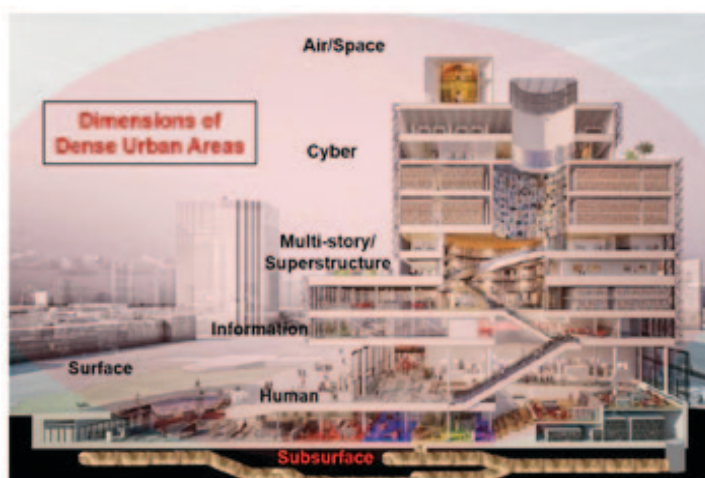 Air/Space
Dimensions of
Dense Urban Areas
Cyber
Multi-story/
Superstructure
Information
Surface
Human
Subsurface